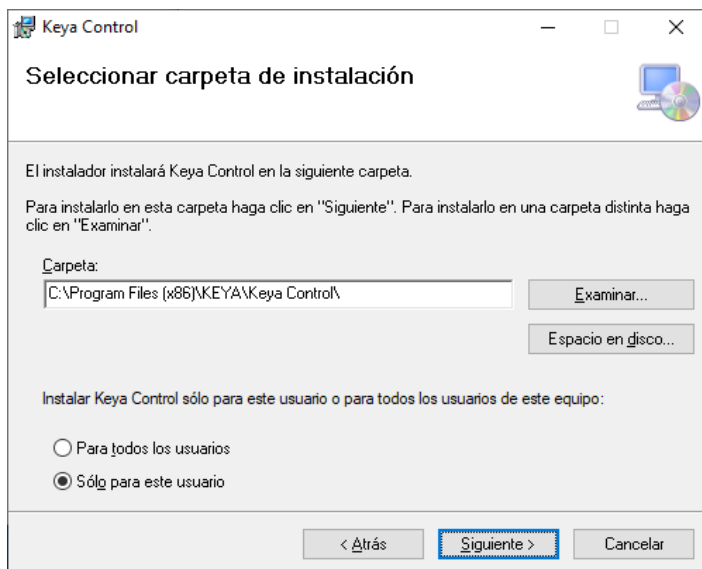 Keya Control
Seleccionar carpeta de instalación
El instalador instalará Keya Control en la siguiente carpeta.
Para instalarlo en esta carpeta haga clic en "Siguiente". Para instalarlo en una carpeta distinta haga
clic en "Examinar".
Carpeta:
C:\Program Files (x86)\KEYA\Keya Control\
Examinar...
Espacio en disco...
Instalar Keya Control sólo para este usuario o para todos los usuarios de este equipo:
Para todos los usuarios
Sólo para este usuario
< Atrás
Siguiente >
Cancelar